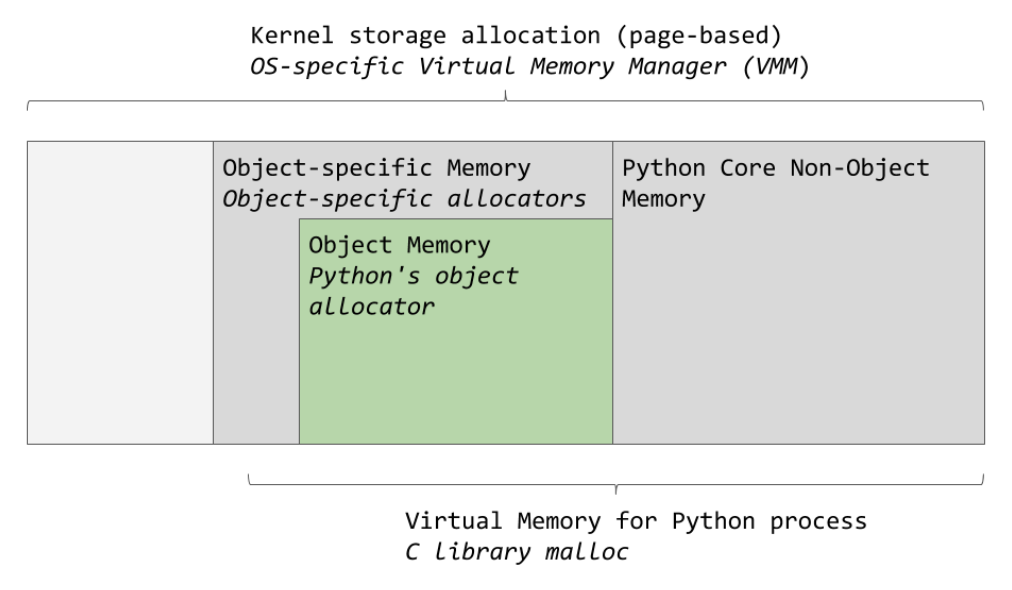 Kernel storage allocation (page-based)
OS-specific Virtual Memory Manager (VMM)
Object-specific Memory
Object-specific allocators
Python Core Non-Object
Memory
Object Memory
Python's object
allocator
Virtual Memory for Python process
C library malloc